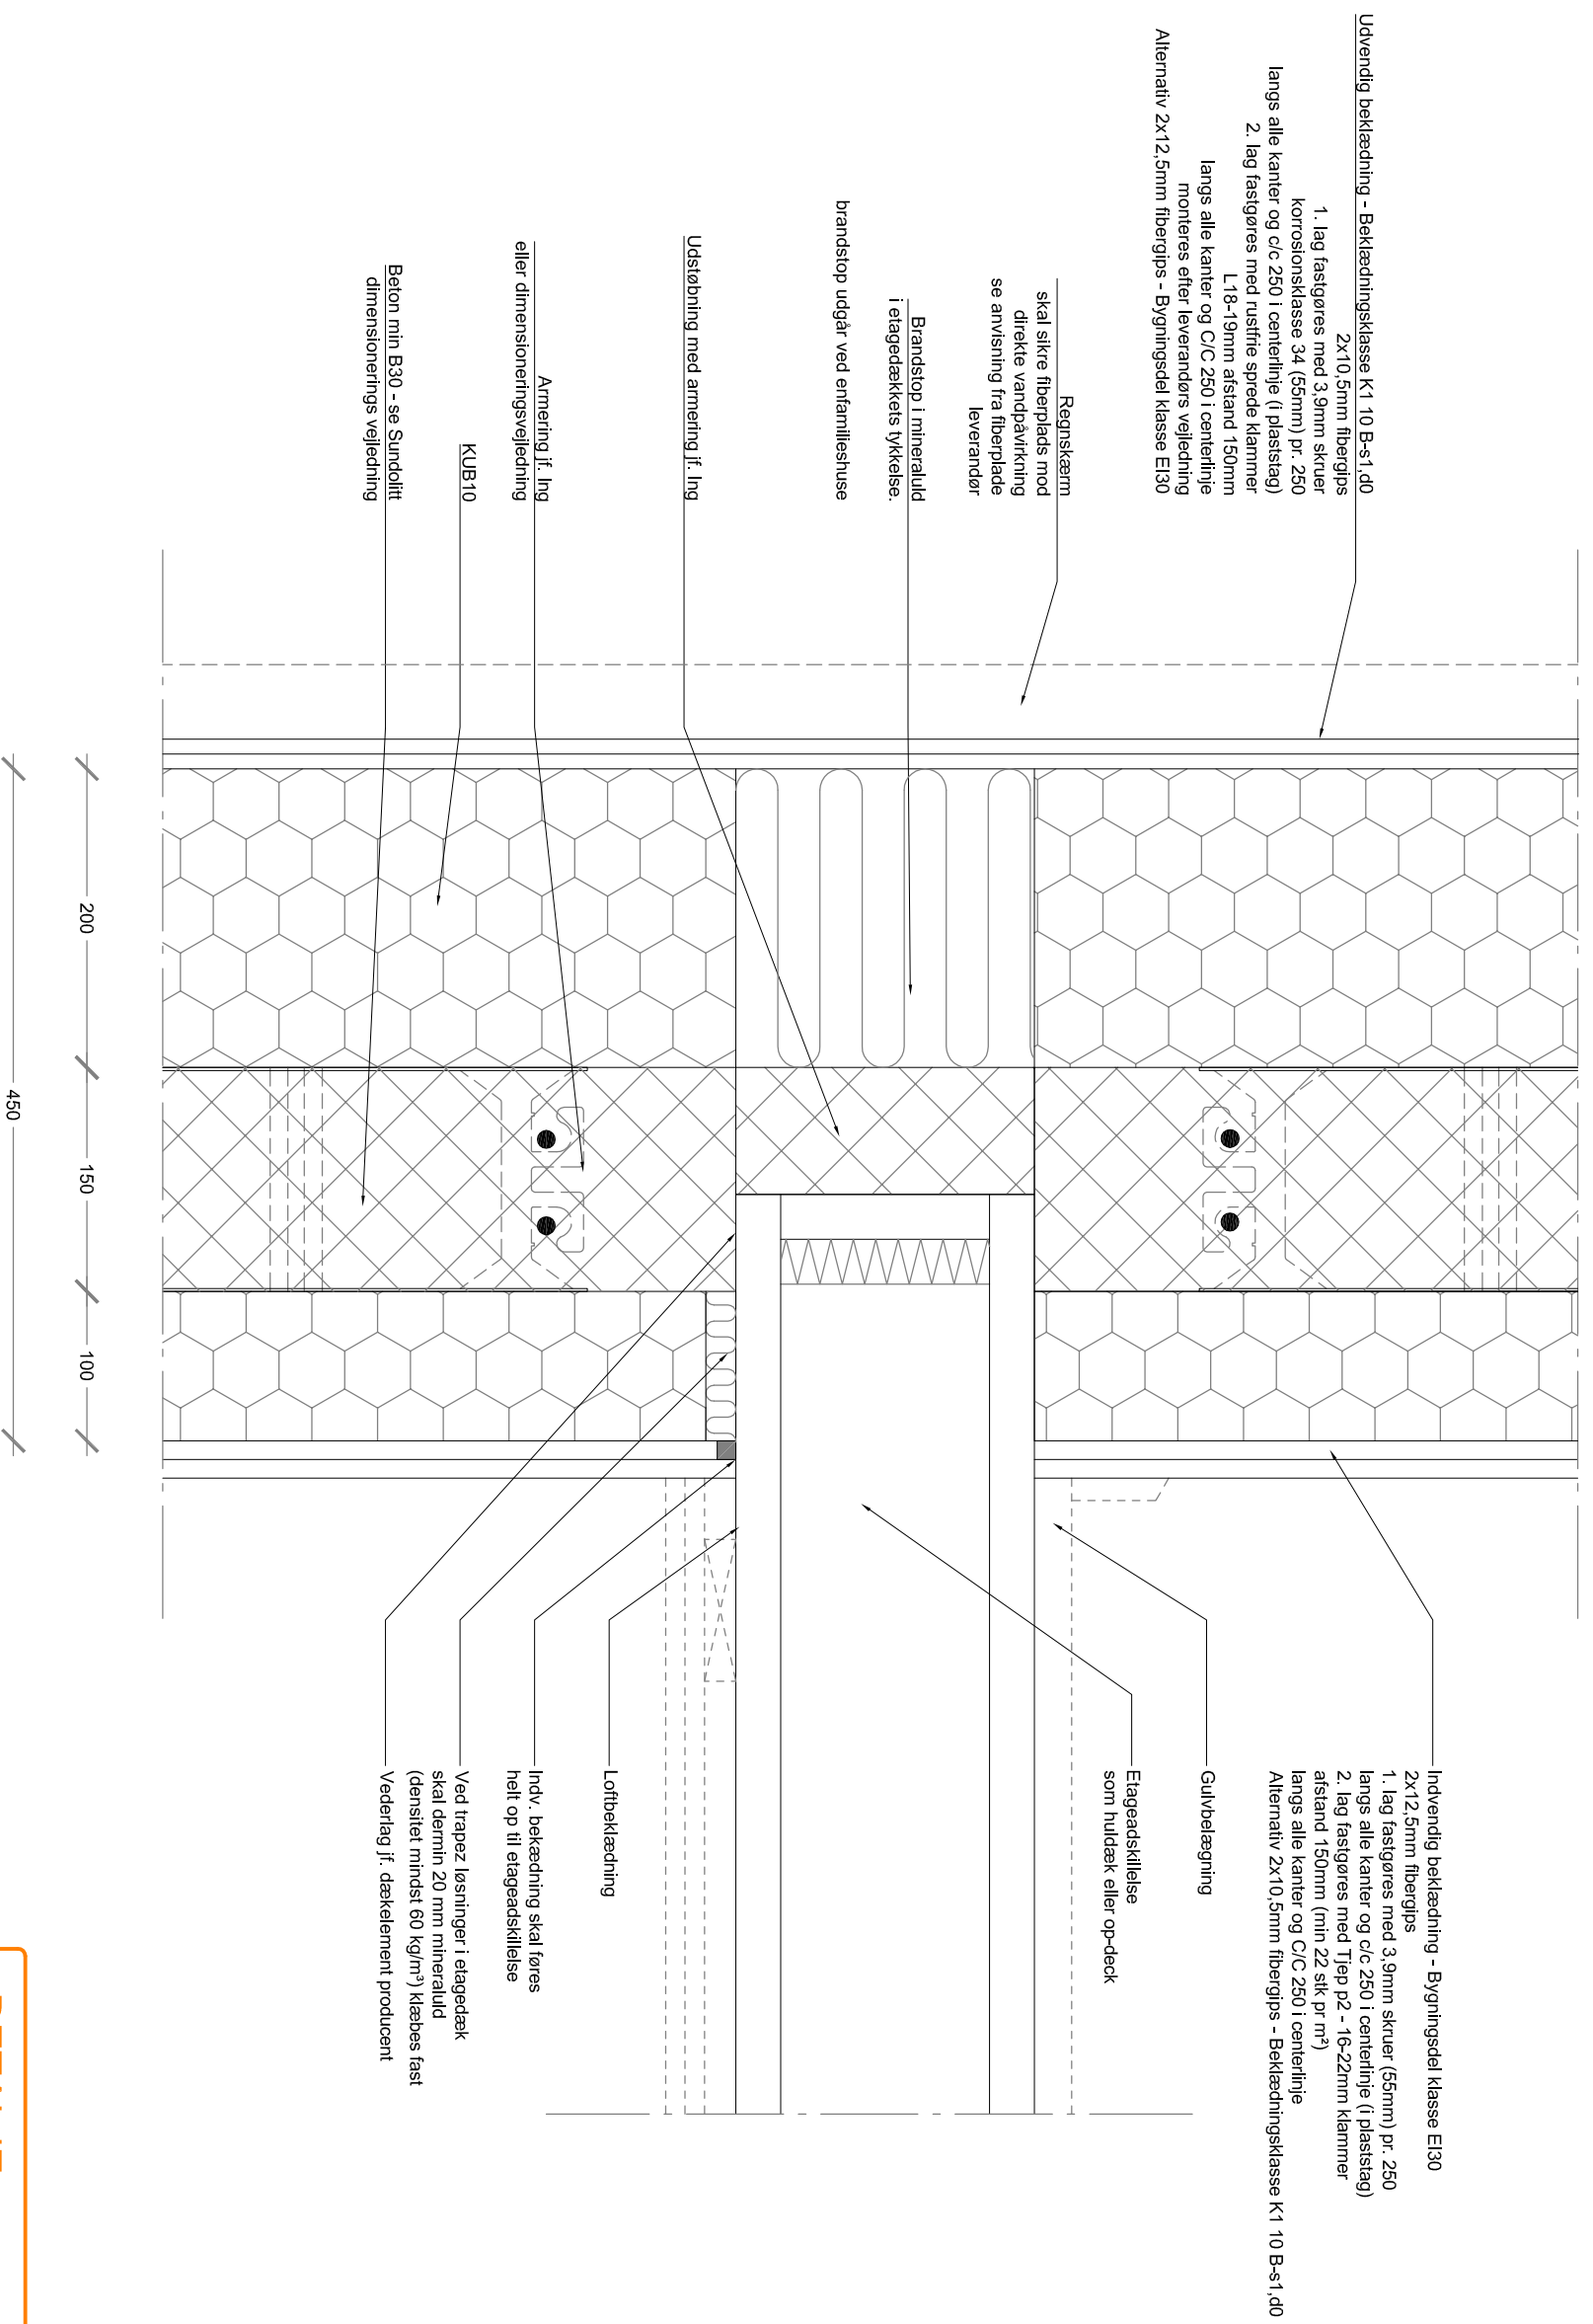 Udvendig beklædning - Beklædningsklasse K1 10 B-s1,d0
2x10,5mm fibergips
1. lag fastgøres med 3,9mm skruer
korrosionsklasse 34 (55mm) pr. 250
langs alle kanter og c/c 250 i centerlinje (i plaststag)
2. lag fastgøres med rustfrie sprede klammer
L18-19mm afstand 150mm
langs alle kanter og C/C 250 i centerlinje
monteres efter leverandørs vejledning
Alternativ 2x12,5mm fibergips - Bygningsdel klasse EI30
Regnskærm
skal sikre fiberplads mod
direkte vandpåvirkning
se anvisning fra fiberplade
leverandør
Brandstop i mineraluld
i etagedækkets tykkelse.
brandstop udgår ved enfamilieshuse
Udstøbning med armering jf. Ing
Armering jf. Ing
eller dimensioneringsvejledning
KUB10
Beton min B30 - se Sundolitt
dimensionerings vejledning
Indvendig beklædning - Bygningsdel klasse EI30
2x12,5mm fibergips
1. lag fastgøres med 3,9mm skruer (55mm) pr. 250
langs alle kanter og c/c 250 i centerlinje (i plaststag)
2. lag fastgøres med Tjep p2 - 16-22mm klammer
afstand 150mm (min 22 stk pr m²)
langs alle kanter og C/C 250 i centerlinje
Alternativ 2x10,5mm fibergips - Beklædningsklasse K1 10 B-s1,d0
Gulvbelægning
Etageadskillelse
som huldæk eller op-deck
Loftbeklædning
Indv. bekædning skal føres
helt op til etageadskillelse
Ved trapez løsninger i etagedæk
skal dermin 20 mm mineraluld
(densitet mindst 60 kg/m³) klæbes fast
Vederlag jf. dækelement producent
200
150
100
450